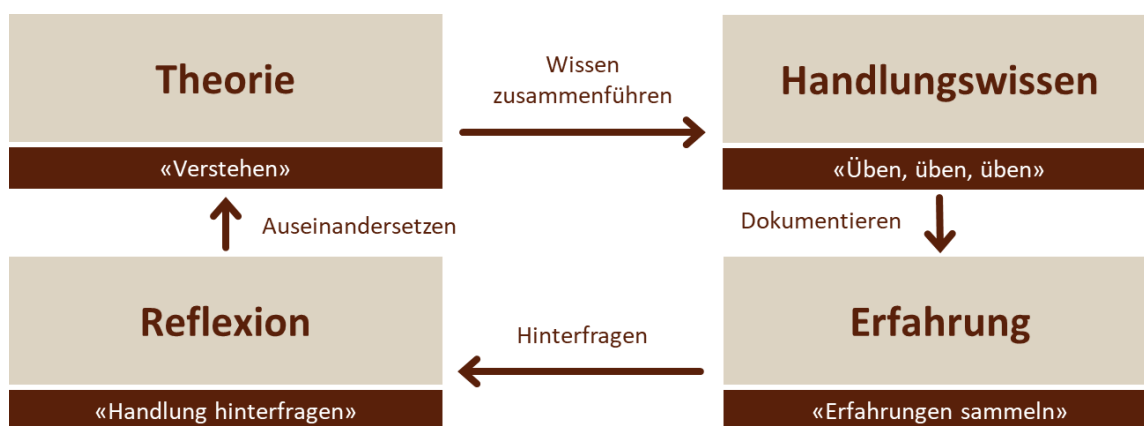 Theorie
«Verstehen»
Wissen
zusammenführen
Handlungswissen
«Üben, üben, üben»
Auseinandersetzen
Dokumentieren
Reflexion
«Handlung hinterfragen»
Hinterfragen
Erfahrung
«Erfahrungen sammeln»